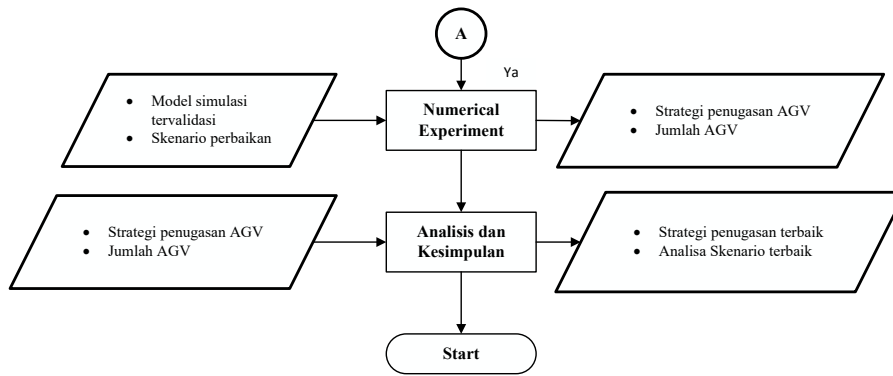 A
Ya
• Model simulasi
tervalidasi
• Skenario perbaikan
Numerical
Experiment
• Strategi penugasan AGV
• Jumlah AGV
• Strategi penugasan AGV
• Jumlah AGV
Analisis dan
Kesimpulan
• Strategi penugasan terbaik
• Analisa Skenario terbaik
Start